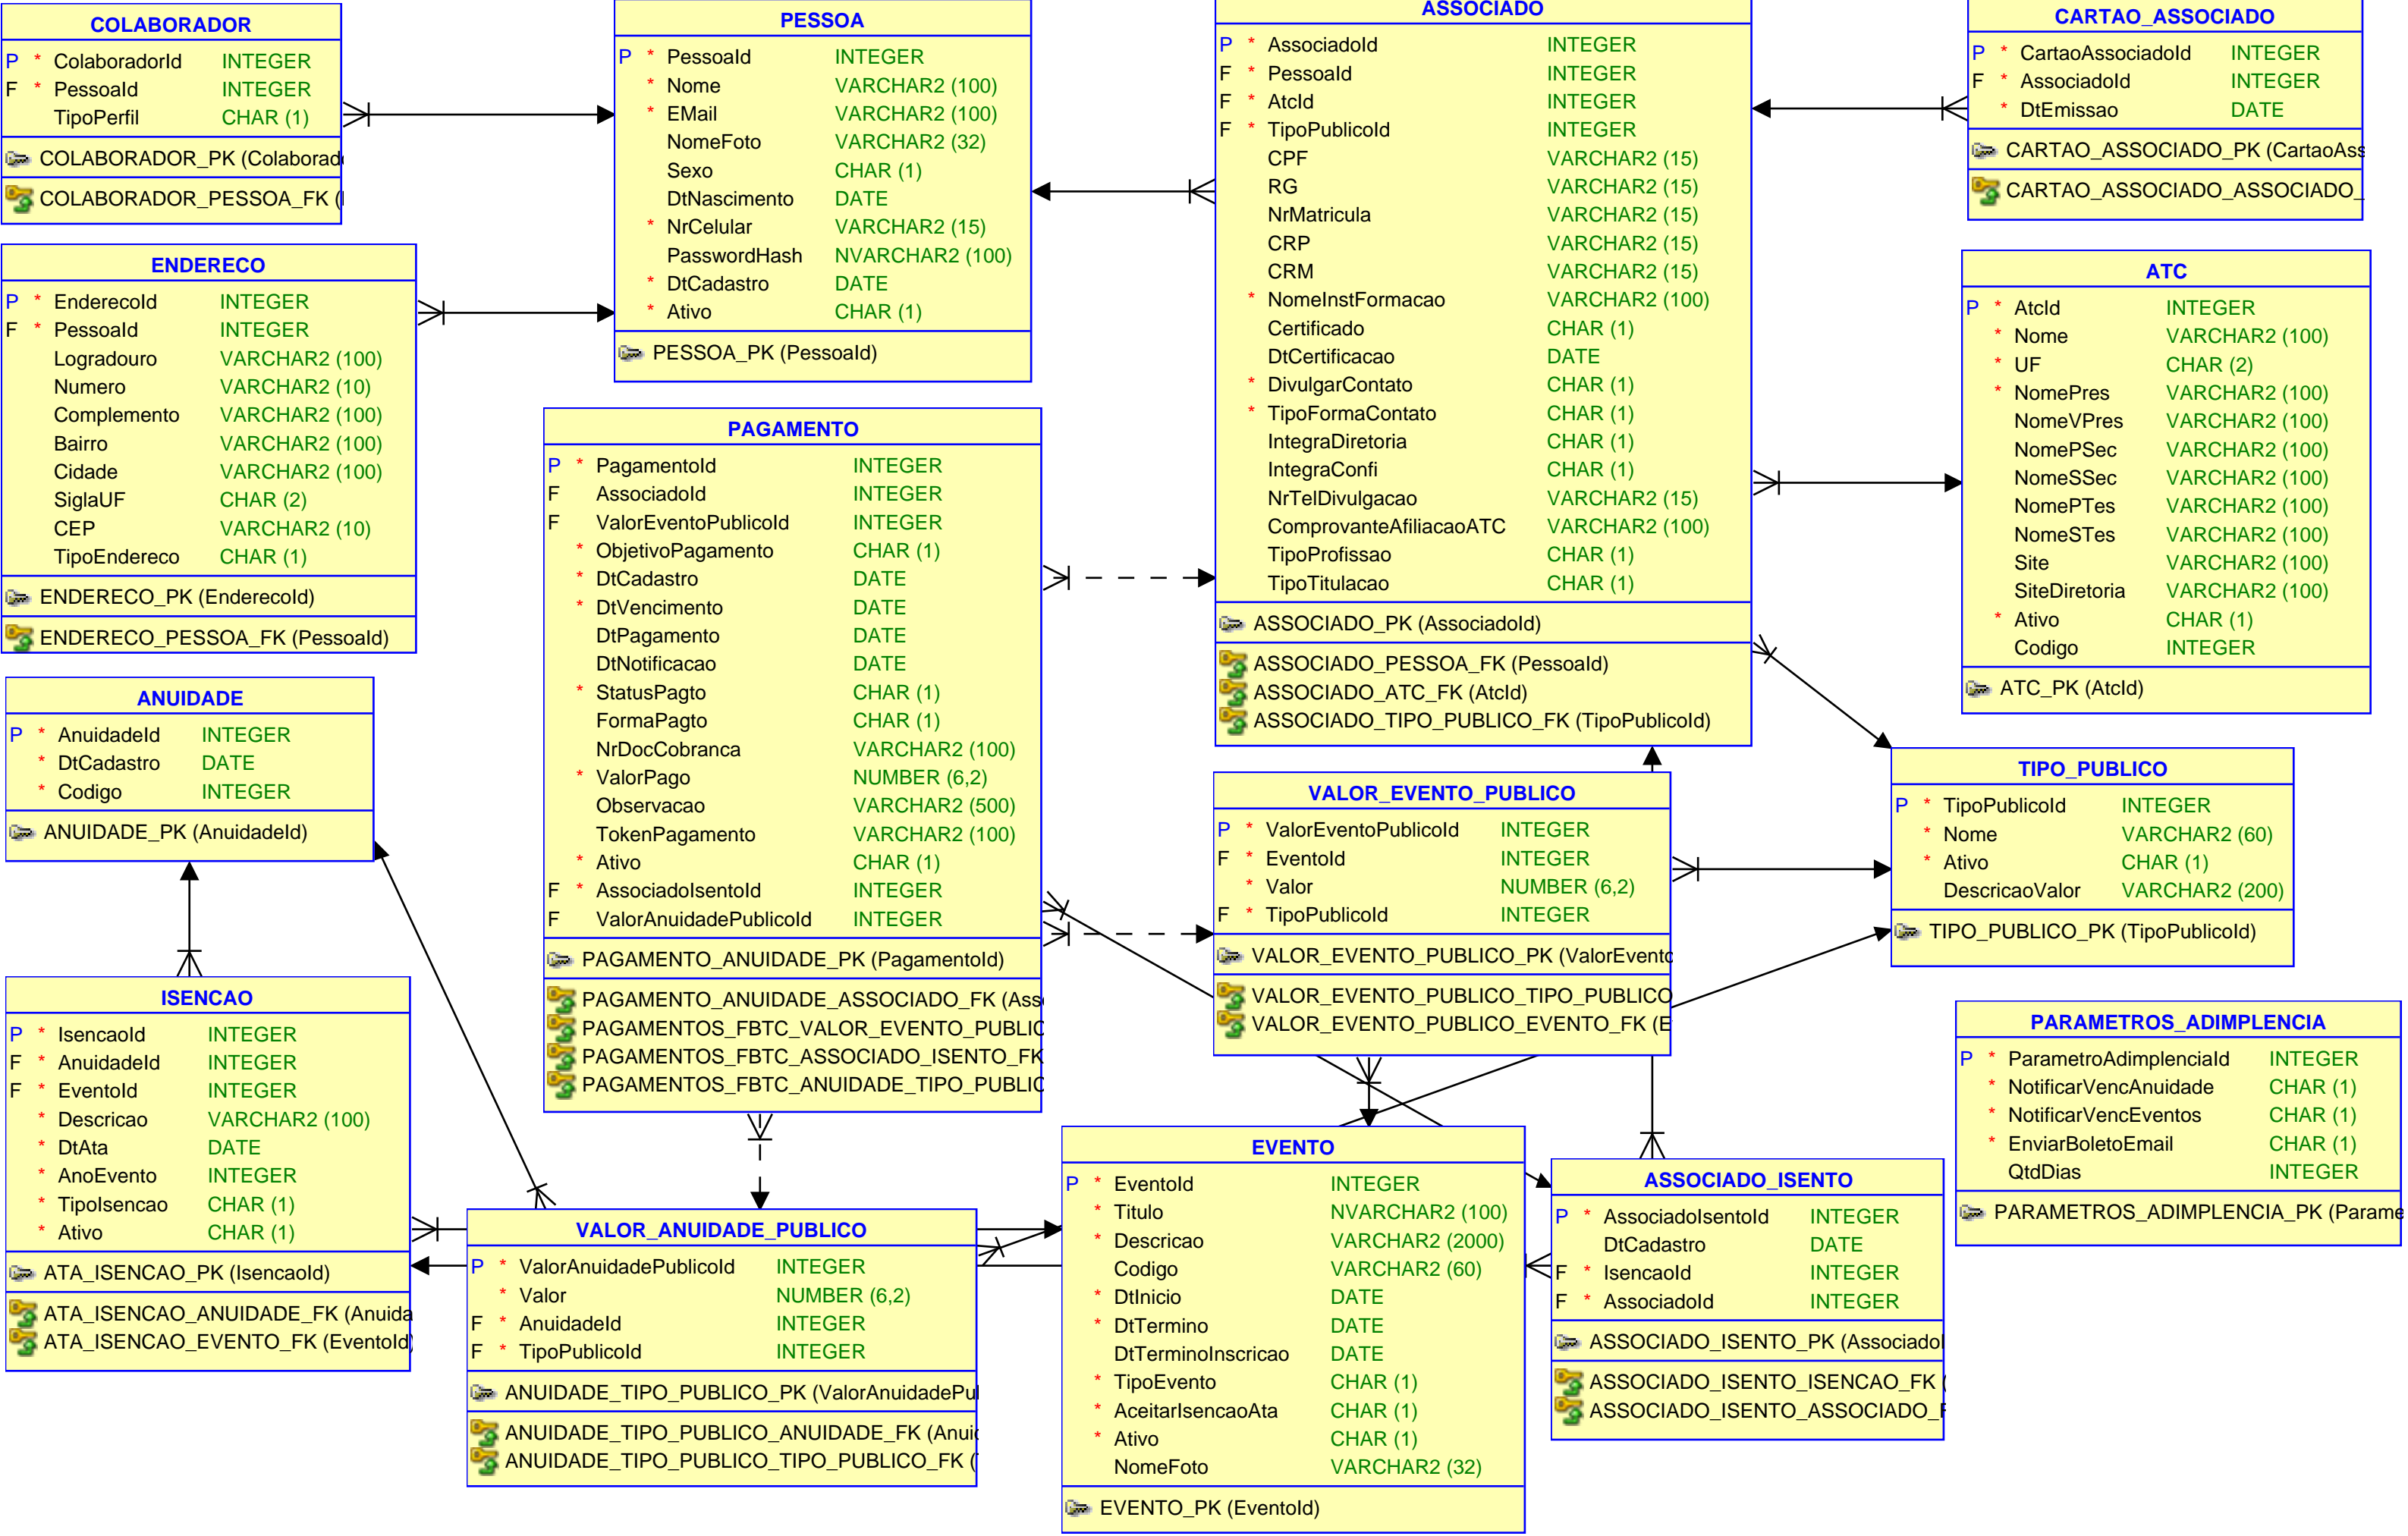 COLABORADOR
P * ColaboradorId INTEGER
F * PessoaId INTEGER
TipoPerfil CHAR (1)
COLABORADOR_PK (Colaborad
COLABORADOR_PESSOA_FK (
PESSOA
P * PessoaId INTEGER
* Nome VARCHAR2 (100)
* EMail VARCHAR2 (100)
NomeFoto VARCHAR2 (32)
Sexo CHAR (1)
DtNascimento DATE
* NrCelular VARCHAR2 (15)
PasswordHash NVARCHAR2 (100)
* DtCadastro DATE
* Ativo CHAR (1)
PESSOA_PK (PessoaId)
ASSOCIADO
P * AssociadoId INTEGER
F * PessoaId INTEGER
F * AtcId INTEGER
F * TipoPublicoId INTEGER
CPF VARCHAR2 (15)
RG VARCHAR2 (15)
NrMatricula VARCHAR2 (15)
CRP VARCHAR2 (15)
CRM VARCHAR2 (15)
* NomeInstFormacao VARCHAR2 (100)
Certificado CHAR (1)
DtCertificacao DATE
* DivulgarContato CHAR (1)
* TipoFormaContato CHAR (1)
IntegraDiretoria CHAR (1)
IntegraConfi CHAR (1)
NrTelDivulgacao VARCHAR2 (15)
ComprovanteAfiliacaoATC VARCHAR2 (100)
TipoProfissao CHAR (1)
TipoTitulacao CHAR (1)
ASSOCIADO_PK (AssociadoId)
ASSOCIADO_PESSOA_FK (PessoaId)
ASSOCIADO_ATC_FK (AtcId)
ASSOCIADO_TIPO_PUBLICO_FK (TipoPublicoId)
CARTAO_ASSOCIADO
P * CartaoAssociadoId INTEGER
F * AssociadoId INTEGER
* DtEmissao DATE
CARTAO_ASSOCIADO_PK (CartaoAss
CARTAO_ASSOCIADO_ASSOCIADO_
ENDERECO
P * EnderecoId INTEGER
F * PessoaId INTEGER
Logradouro VARCHAR2 (100)
Numero VARCHAR2 (10)
Complemento VARCHAR2 (100)
Bairro VARCHAR2 (100)
Cidade VARCHAR2 (100)
SiglaUF CHAR (2)
CEP VARCHAR2 (10)
TipoEndereco CHAR (1)
ENDERECO_PK (EnderecoId)
ENDERECO_PESSOA_FK (PessoaId)
ATC
P * AtcId INTEGER
* Nome VARCHAR2 (100)
* UF CHAR (2)
* NomePres VARCHAR2 (100)
NomeVPres VARCHAR2 (100)
NomePSec VARCHAR2 (100)
NomeSSec VARCHAR2 (100)
NomePTes VARCHAR2 (100)
NomeSTes VARCHAR2 (100)
Site VARCHAR2 (100)
SiteDiretoria VARCHAR2 (100)
* Ativo CHAR (1)
Codigo INTEGER
ATC_PK (AtcId)
PAGAMENTO
P * PagamentoId INTEGER
F AssociadoId INTEGER
F ValorEventoPublicoId INTEGER
* ObjetivoPagamento CHAR (1)
* DtCadastro DATE
* DtVencimento DATE
DtPagamento DATE
DtNotificacao DATE
* StatusPagto CHAR (1)
FormaPagto CHAR (1)
NrDocCobranca VARCHAR2 (100)
* ValorPago NUMBER (6,2)
Observacao VARCHAR2 (500)
TokenPagamento VARCHAR2 (100)
* Ativo CHAR (1)
F * AssociadoIsentoId INTEGER
F ValorAnuidadePublicoId INTEGER
PAGAMENTO_ANUIDADE_PK (PagamentoId)
PAGAMENTO_ANUIDADE_ASSOCIADO_FK (Ass
PAGAMENTOS_FBTC_VALOR_EVENTO_PUBLIC
PAGAMENTOS_FBTC_ASSOCIADO_ISENTO_FK
PAGAMENTOS_FBTC_ANUIDADE_TIPO_PUBLIC
ANUIDADE
P * AnuidadeId INTEGER
* DtCadastro DATE
* Codigo INTEGER
ANUIDADE_PK (AnuidadeId)
VALOR_EVENTO_PUBLICO
P * ValorEventoPublicoId INTEGER
F * EventoId INTEGER
* Valor NUMBER (6,2)
F * TipoPublicoId INTEGER
VALOR_EVENTO_PUBLICO_PK (ValorEvento
VALOR_EVENTO_PUBLICO_TIPO_PUBLICO
VALOR_EVENTO_PUBLICO_EVENTO_FK (E
TIPO_PUBLICO
P * TipoPublicoId INTEGER
* Nome VARCHAR2 (60)
* Ativo CHAR (1)
DescricaoValor VARCHAR2 (200)
TIPO_PUBLICO_PK (TipoPublicoId)
ISENCAO
P * IsencaoId INTEGER
F * AnuidadeId INTEGER
F * EventoId INTEGER
* Descricao VARCHAR2 (100)
* DtAta DATE
* AnoEvento INTEGER
* TipoIsencao CHAR (1)
* Ativo CHAR (1)
ATA_ISENCAO_PK (IsencaoId)
ATA_ISENCAO_ANUIDADE_FK (Anuida
ATA_ISENCAO_EVENTO_FK (EventoId)
PARAMETROS_ADIMPLENCIA
P * ParametroAdimplenciaId INTEGER
* NotificarVencAnuidade CHAR (1)
* NotificarVencEventos CHAR (1)
* EnviarBoletoEmail CHAR (1)
QtdDias INTEGER
PARAMETROS_ADIMPLENCIA_PK (Parame
VALOR_ANUIDADE_PUBLICO
P * ValorAnuidadePublicoId INTEGER
* Valor NUMBER (6,2)
F * AnuidadeId INTEGER
F * TipoPublicoId INTEGER
ANUIDADE_TIPO_PUBLICO_PK (ValorAnuidadePu
ANUIDADE_TIPO_PUBLICO_ANUIDADE_FK (Anuid
ANUIDADE_TIPO_PUBLICO_TIPO_PUBLICO_FK (
EVENTO
P * EventoId INTEGER
* Titulo NVARCHAR2 (100)
* Descricao VARCHAR2 (2000)
Codigo VARCHAR2 (60)
* DtInicio DATE
* DtTermino DATE
DtTerminoInscricao DATE
* TipoEvento CHAR (1)
* AceitarIsencaoAta CHAR (1)
* Ativo CHAR (1)
NomeFoto VARCHAR2 (32)
EVENTO_PK (EventoId)
ASSOCIADO_ISENTO
P * AssociadoIsentoId INTEGER
DtCadastro DATE
F * IsencaoId INTEGER
F * AssociadoId INTEGER
ASSOCIADO_ISENTO_PK (AssociadoI
ASSOCIADO_ISENTO_ISENCAO_FK (
ASSOCIADO_ISENTO_ASSOCIADO_F